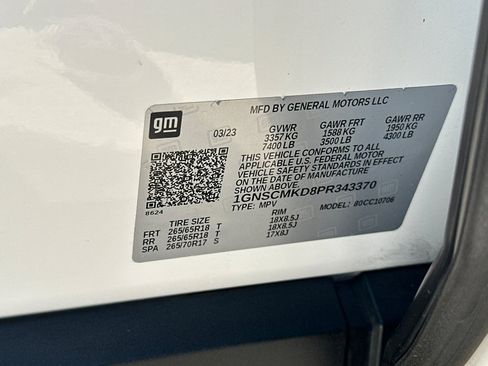 gm
MFD BY GENERAL MOTORS LLC
03/23 GVWR GAWR FRT GAWR RR
3357 KG 1588 KG 1950 KG
7400 LB 3500 LB 4300 LB
THIS VEHICLE CONFORMS TO ALL
APPLICABLE U.S. FEDERAL MOTOR
VEHICLE SAFETY STANDARDS IN EFFECT
ON THE DATE OF MANUFACTURE
SHOWN ABOVE.
1GNSCMKD8PR343370
8624 TYPE: MPV MODEL: 80CC10706
TIRE SIZE RIM
FRT 265/65R18 T 18X8.5J
RR 265/65R18 T 18X8.5J
SPA 265/70R17 S 17X8J